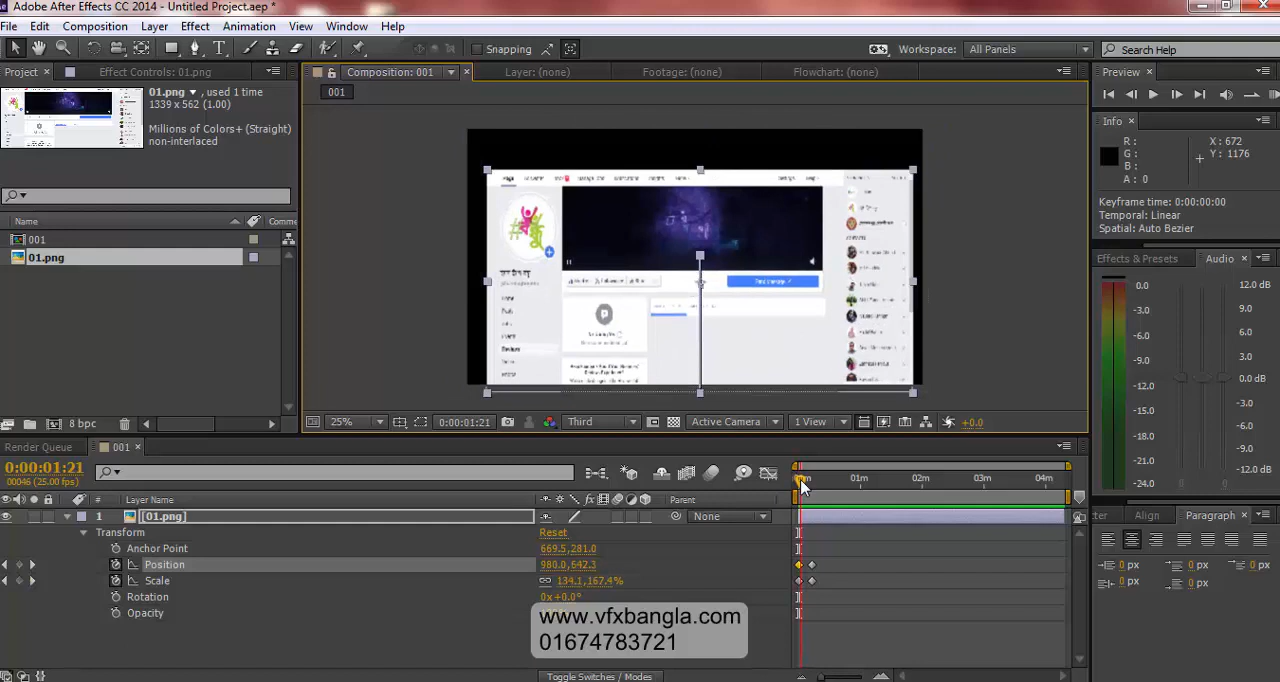 Adobe After Effects CC 2014 - Untitled Project.aep *
File Edit Composition Layer Effect Animation View Window Help
Snapping
Workspace: All Panels
Search Help
Project
Effect Controls: 01.png
Composition: 001
Layer: (none)
Footage: (none)
Flowchart: (none)
Preview
001
01.png ▼ , used 1 time
1339 x 562 (1.00)
Millions of Colors+ (Straight)
non-interlaced
Info
R :
G :
B :
A : 0
X : 672
Y : 1176
Keyframe time: 0:00:00:00
Temporal: Linear
Spatial: Auto Bezier
Name
Comme
001
01.png
Effects & Presets
Audio
0.0
-3.0
-6.0
-9.0
-12.0
-15.0
-18.0
-21.0
-24.0
12.0 dB
6.0
3.0
0.0 dB
-3.0
-6.0
-9.0
-12.0 dB
8 bpc
25%
0:00:01:21
Third
Active Camera
1 View
+0.0
Render Queue
001
0:00:01:21
00046 (25.00 fps)
01m
02m
03m
04m
# Layer Name
Parent
1 [01.png]
None
Transform
Reset
Anchor Point
669.5,281.0
Position
980.0,642.3
Scale
134.1,167.4%
Rotation
0x+0.0°
Opacity
www.vfxbangla.com
01674783721
Toggle Switches / Modes
cter
Align
Paragraph
0 px
0 px
0 px
0 px
0 px